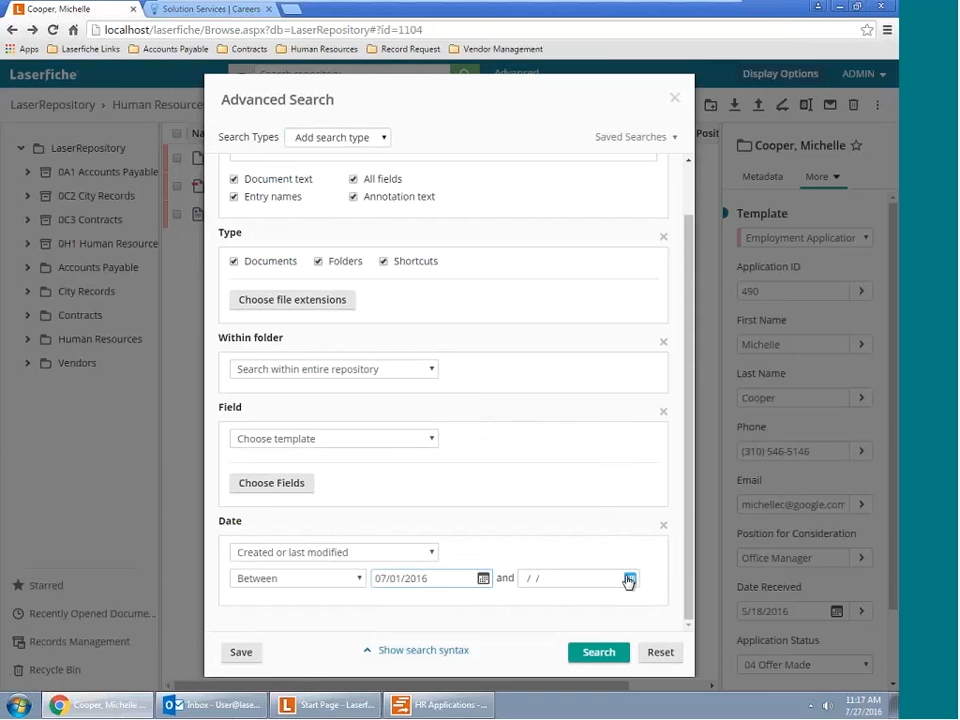 Cooper, Michelle
Solution Services | Careers
localhost/laserfiche/Browse.aspx?db=LaserRepository#?id=1104
Apps Laserfiche Links Accounts Payable Contracts Human Resources Record Request Vendor Management
Laserfiche
Search repository
Advanced
Display Options ADMIN
LaserRepository > Human Resource
Advanced Search
Search Types Add search type
Saved Searches
Document text All fields
Entry names Annotation text
Type
Documents Folders Shortcuts
Choose file extensions
Within folder
Search within entire repository
Field
Choose template
Choose Fields
Date
Created or last modified
Between 07/01/2016 and / /
Save
Show search syntax
Search
Reset
LaserRepository
0A1 Accounts Payable
0C2 City Records
0C3 Contracts
0H1 Human Resource
Accounts Payable
City Records
Contracts
Human Resources
Vendors
Starred
Recently Opened Docume...
Records Management
Recycle Bin
Na
Posit
Cooper, Michelle
Metadata More
Template
Employment Application
Application ID
490
First Name
Michelle
Last Name
Cooper
Phone
(310) 546-5146
Email
michellec@google.com
Position for Consideration
Office Manager
Date Received
5/18/2016
Application Status
04 Offer Made
Cooper, Michelle...
Inbox - User@lase...
Start Page - Laserf...
HR Applications -...
11:17 AM
7/27/2016